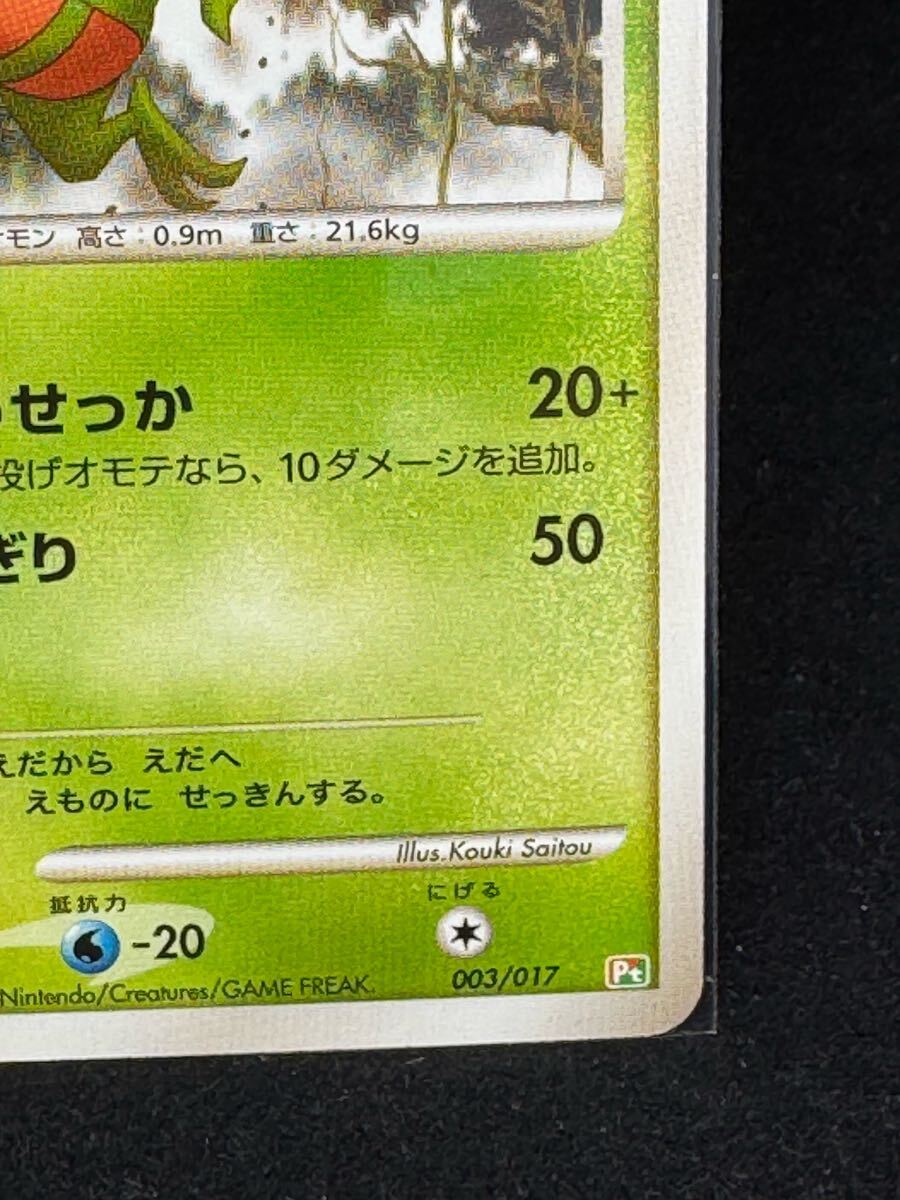 モン 高さ：0.9m 重さ：21.6kg
せっか 20+
投げオモテなら、10ダメージを追加。
ぎり 50
えだから えだへ
えものに せっきんする。
Illus.Kouki Saitou
抵抗力 にげる
-20
003/017 Pt
Nintendo/Creatures/GAME FREAK.